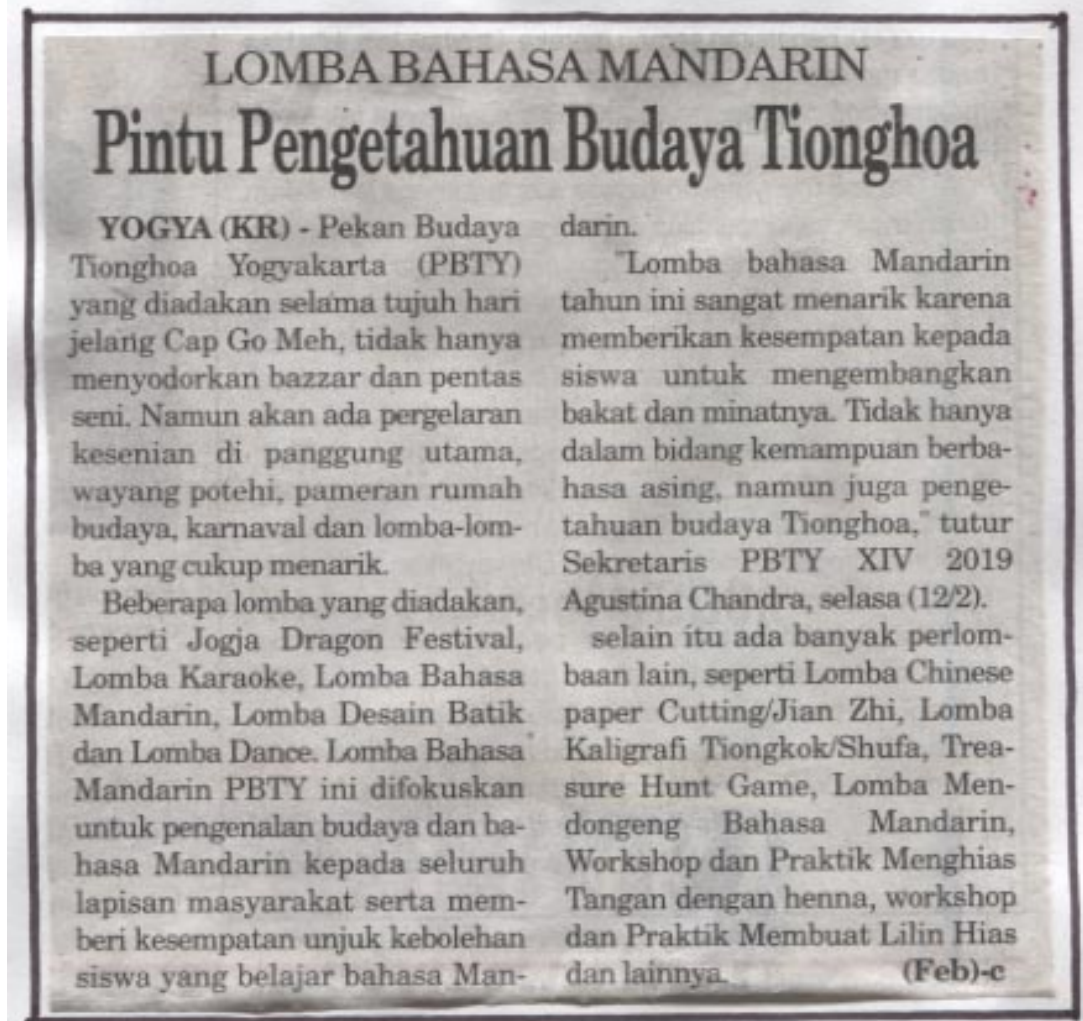 LOMBA BAHASA MANDARIN
Pintu Pengetahuan Budaya Tionghoa
YOGYA (KR) - Pekan Budaya
Tionghoa Yogyakarta (PBTY)
yang diadakan selama tujuh hari
jelang Cap Go Meh, tidak hanya
menyodorkan bazzar dan pentas
seni. Namun akan ada pergelaran
kesenian di panggung utama,
wayang potehi, pameran rumah
budaya, karnaval dan lomba-lom-
ba yang cukup menarik.
Beberapa lomba yang diadakan,
seperti Jogja Dragon Festival,
Lomba Karaoke, Lomba Bahasa
Mandarin, Lomba Desain Batik
dan Lomba Dance. Lomba Bahasa
Mandarin PBTY ini difokuskan
untuk pengenalan budaya dan ba-
hasa Mandarin kepada seluruh
lapisan masyarakat serta mem-
beri kesempatan unjuk kebolehan
siswa yang belajar bahasa Man-
darin.
"Lomba bahasa Mandarin
tahun ini sangat menarik karena
memberikan kesempatan kepada
siswa untuk mengembangkan
bakat dan minatnya. Tidak hanya
dalam bidang kemampuan berba-
hasa asing, namun juga penge-
tahuan budaya Tionghoa," tutur
Sekretaris PBTY XIV 2019
Agustina Chandra, selasa (12/2).
selain itu ada banyak perlom-
baan lain, seperti Lomba Chinese
paper Cutting/Jian Zhi, Lomba
Kaligrafi Tiongkok/Shufa, Trea-
sure Hunt Game, Lomba Men-
dongeng Bahasa Mandarin,
Workshop dan Praktik Menghias
Tangan dengan henna, workshop
dan Praktik Membuat Lilin Hias
dan lainnya. (Feb)-c